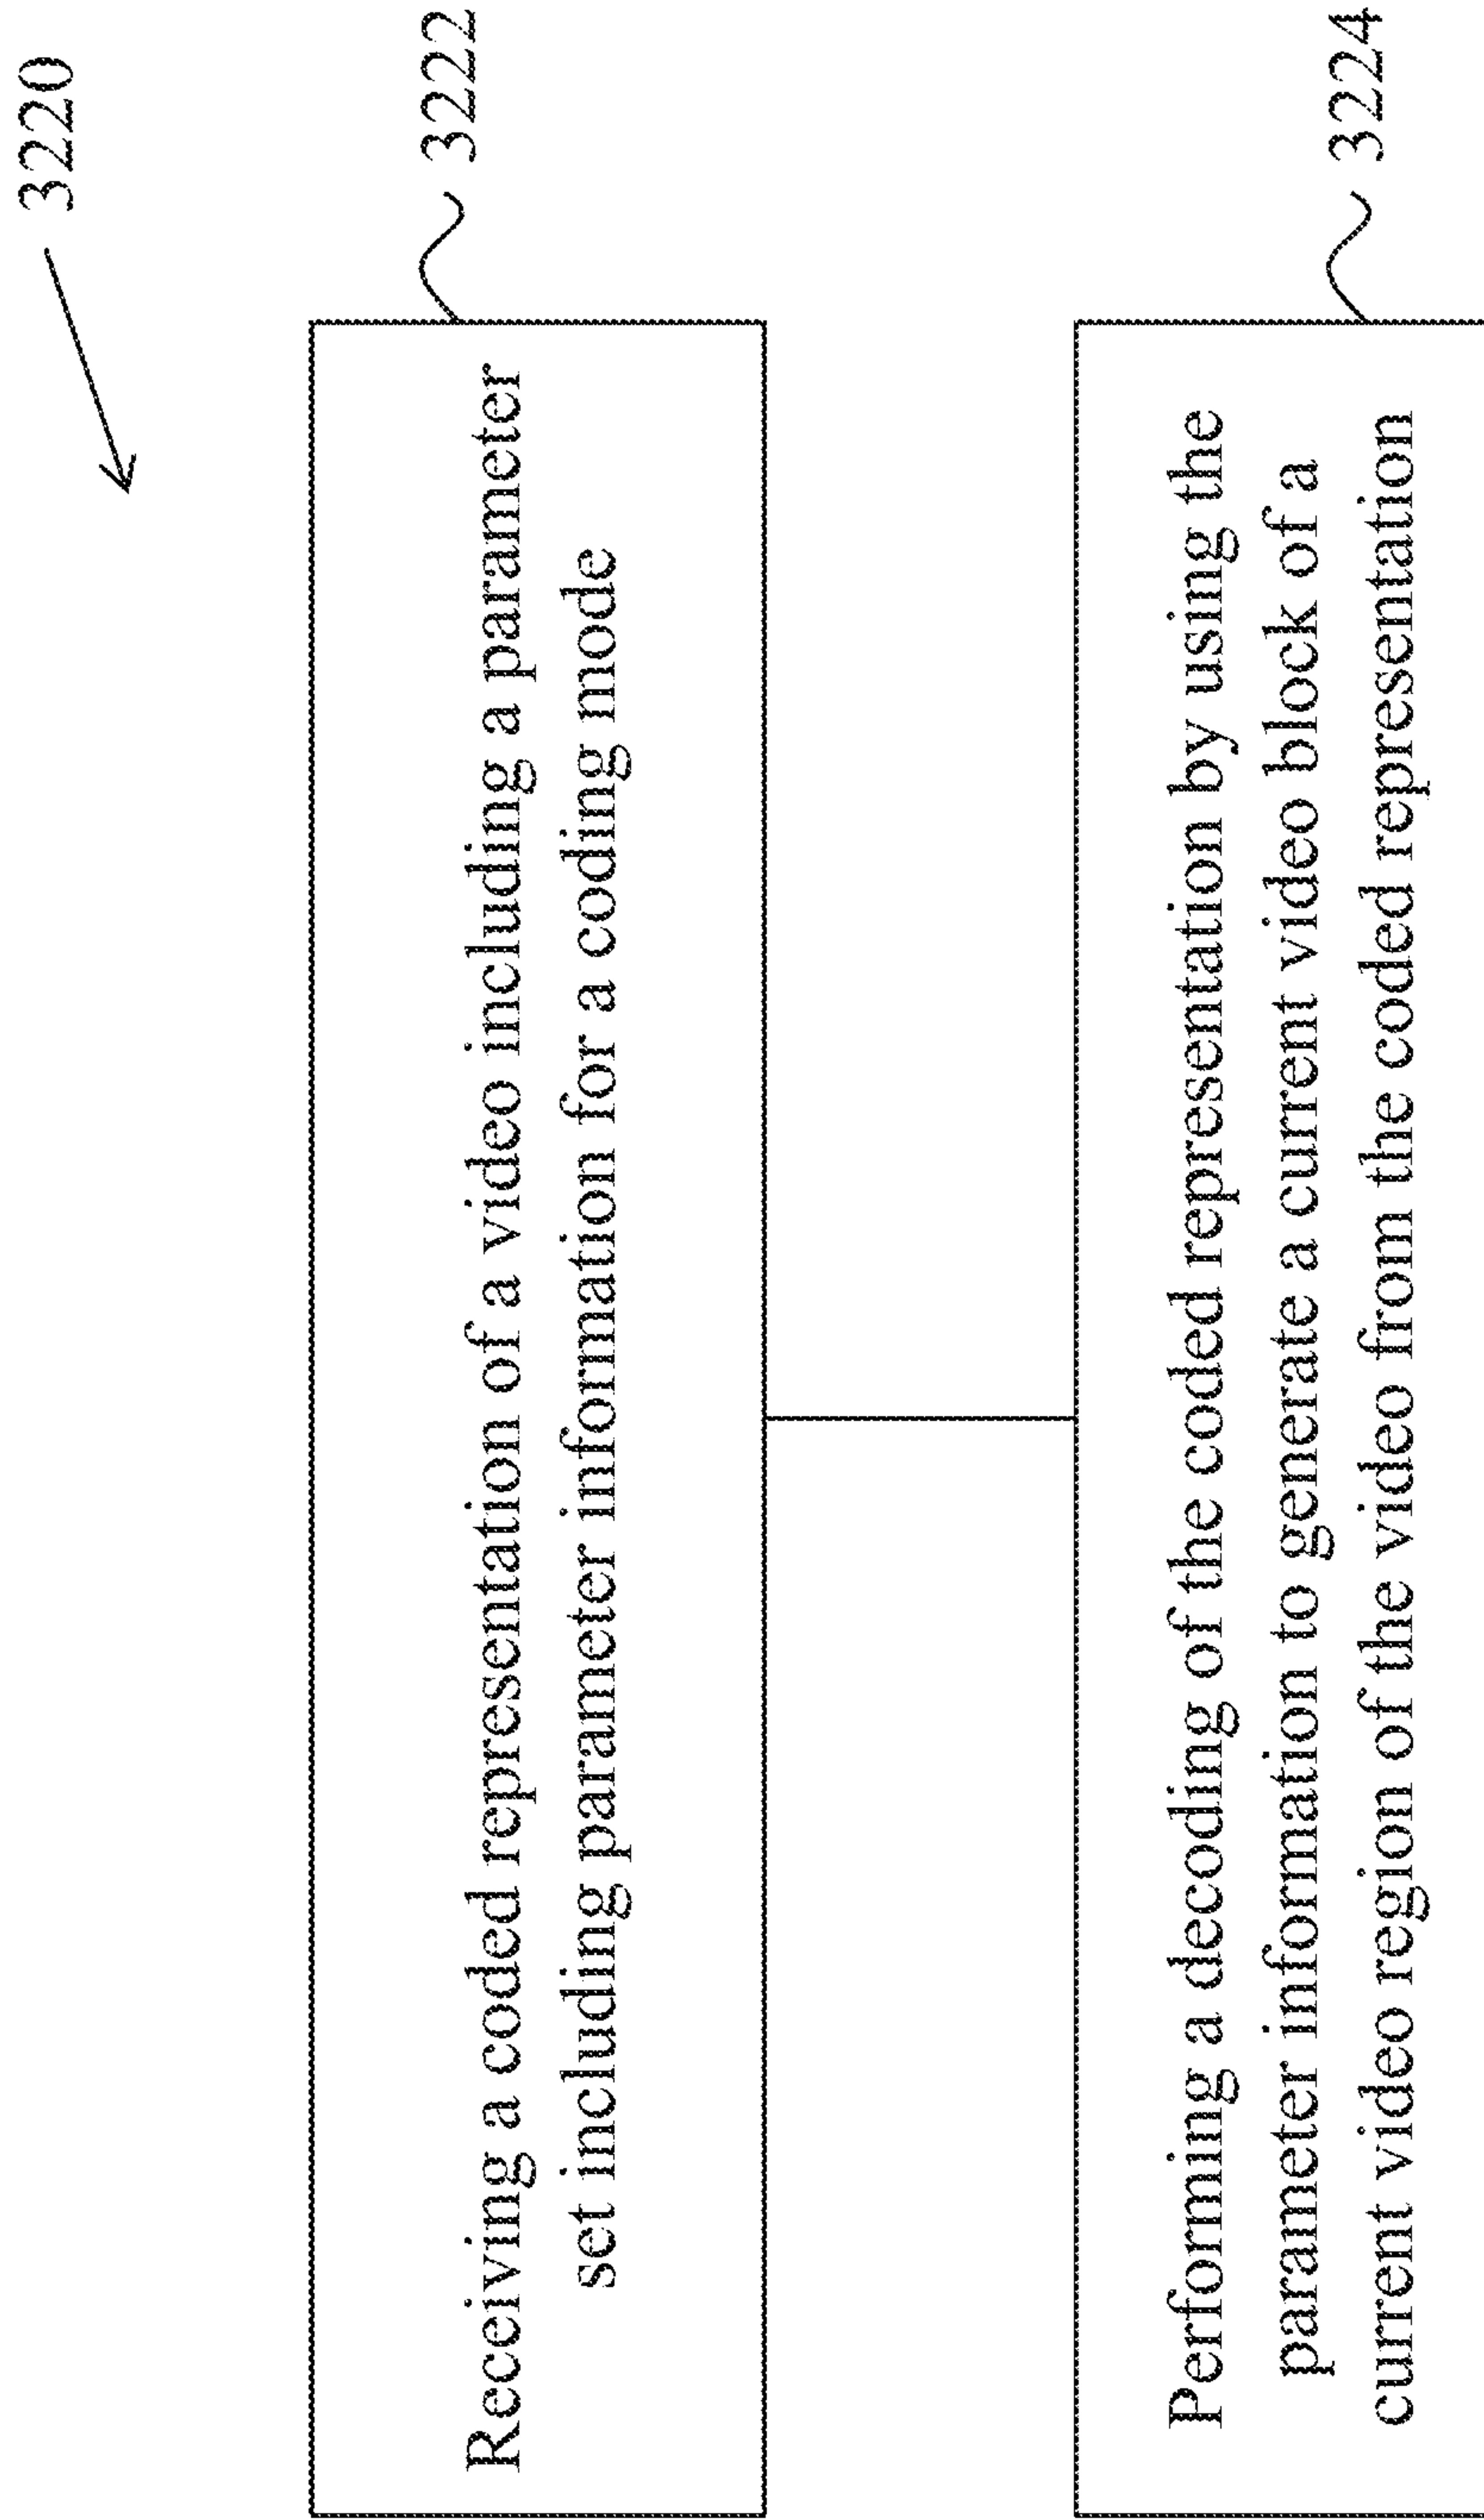 3220
Receiving a coded representation of a video including a parameter
set including parameter information for a coding mode
3222
Performing a decoding of the coded representation by using the
parameter information to generate a current video block of a
current video region of the video from the coded representation
3224